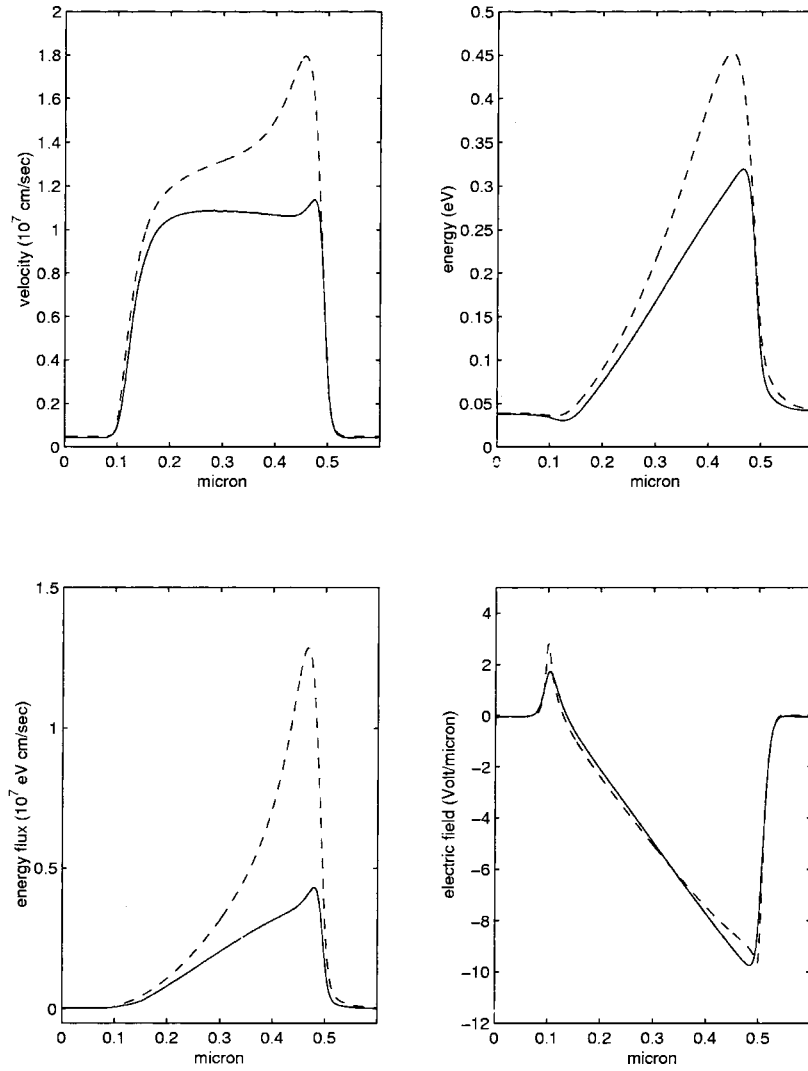 2
1.8
1.6
1.4
1.2
1
0.8
0.6
0.4
0.2
0
velocity (10^7 cm/sec)
0 0.1 0.2 0.3 0.4 0.5
micron
0.5
0.45
0.4
0.35
0.3
0.25
0.2
0.15
0.1
0.05
0
energy (eV)
0 0.1 0.2 0.3 0.4 0.5
micron
1.5
1
0.5
0
energy flux (10^7 eV cm/sec)
0 0.1 0.2 0.3 0.4 0.5
micron
4
2
0
−2
−4
−6
−8
−10
−12
electric field (Volt/micron)
0 0.1 0.2 0.3 0.4 0.5
micron